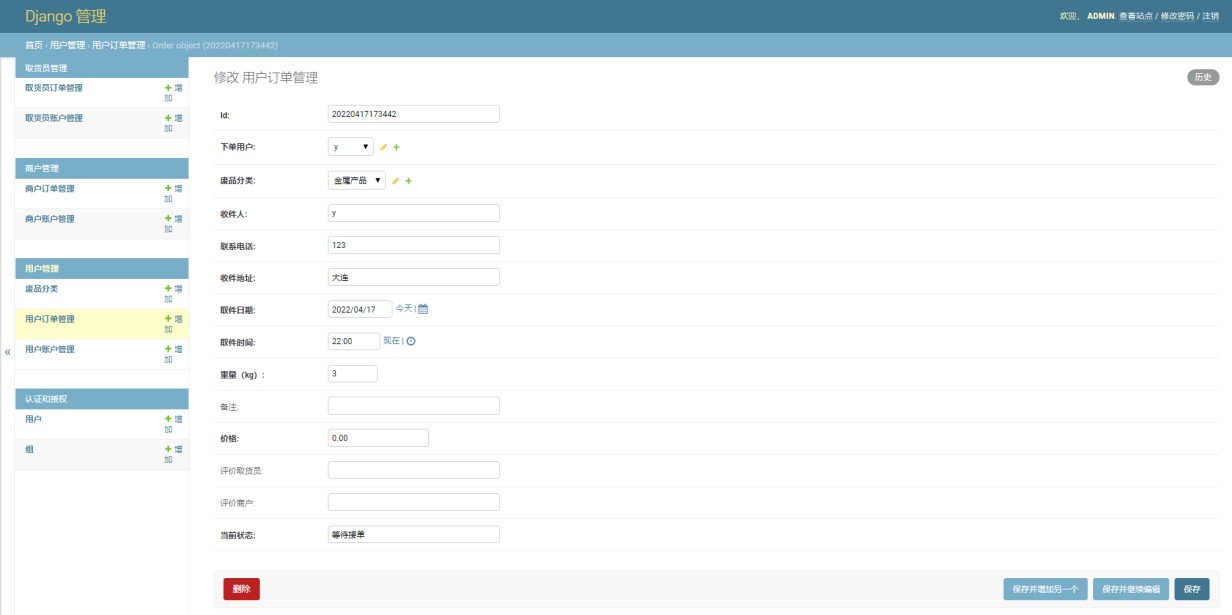 Django 管理
欢迎， ADMIN. 查看站点 / 修改密码 / 注销
首页 › 用户管理 › 用户订单管理 › Order object (20220417173442)
取货员管理
取货员订单管理 + 增加
取货员账户管理 + 增加
商户管理
商户订单管理 + 增加
商户账户管理 + 增加
用户管理
废品分类 + 增加
用户订单管理 + 增加
用户账户管理 + 增加
认证和授权
用户 + 增加
组 + 增加
«
修改 用户订单管理
历史
Id: 20220417173442
下单用户: y
废品分类: 金属产品
收件人: y
联系电话: 123
收件地址: 大连
取件日期: 2022/04/17 今天 |
取件时间: 22:00 现在 |
重量（kg）: 3
备注:
价格: 0.00
评价取货员:
评价商户:
当前状态: 等待接单
删除
保存并增加另一个
保存并继续编辑
保存